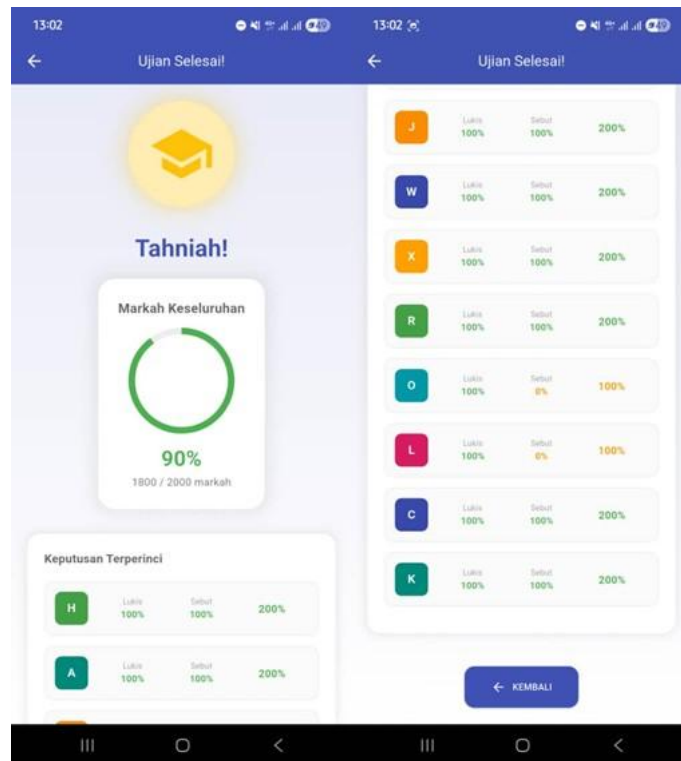 13:02
Ujian Selesai!
Tahniah!
Markah Keseluruhan
90%
1800 / 2000 markah
Keputusan Terperinci
H
Lukis
Sebut
100%
100%
200%
A
Lukis
Sebut
100%
100%
200%
13:02
Ujian Selesai!
J
Lukis
Sebut
100%
100%
200%
W
Lukis
Sebut
100%
100%
200%
X
Lukis
Sebut
100%
100%
200%
R
Lukis
Sebut
100%
100%
200%
O
Lukis
Sebut
100%
0%
100%
L
Lukis
Sebut
100%
0%
100%
C
Lukis
Sebut
100%
100%
200%
K
Lukis
Sebut
100%
100%
200%
KEMBALI